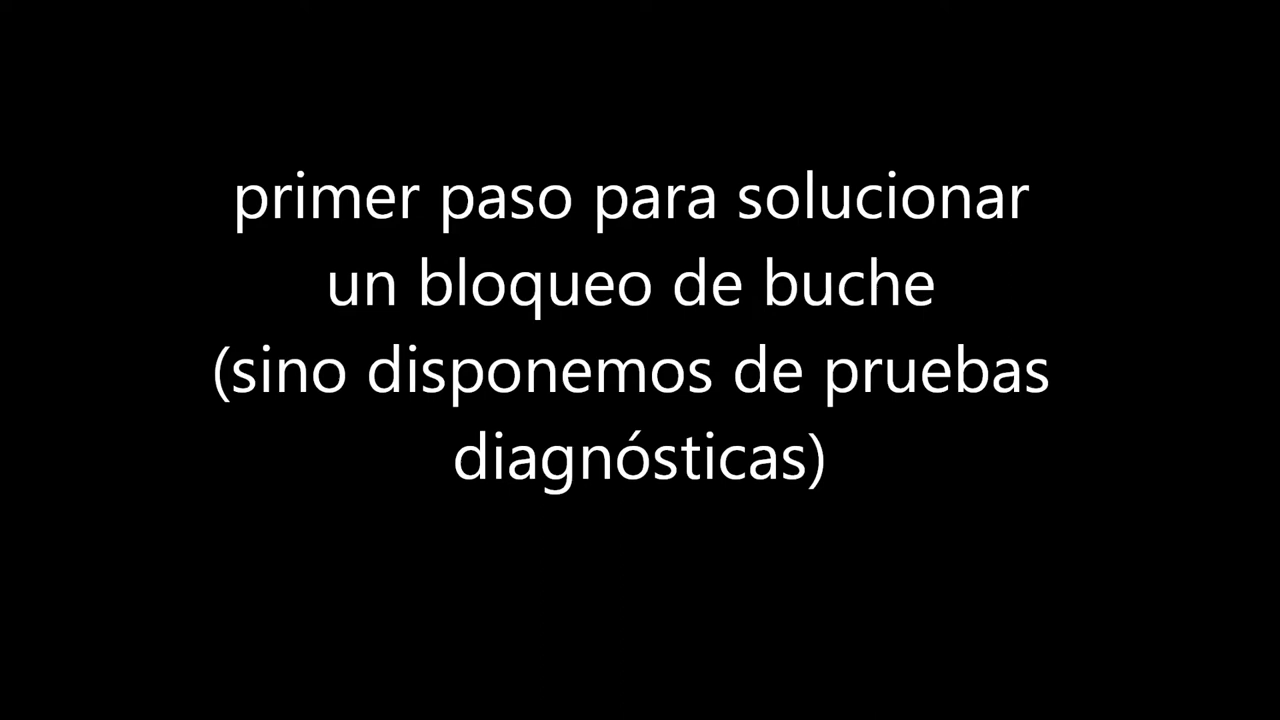 primer paso para solucionar
un bloqueo de buche
(sino disponemos de pruebas
diagnósticas)